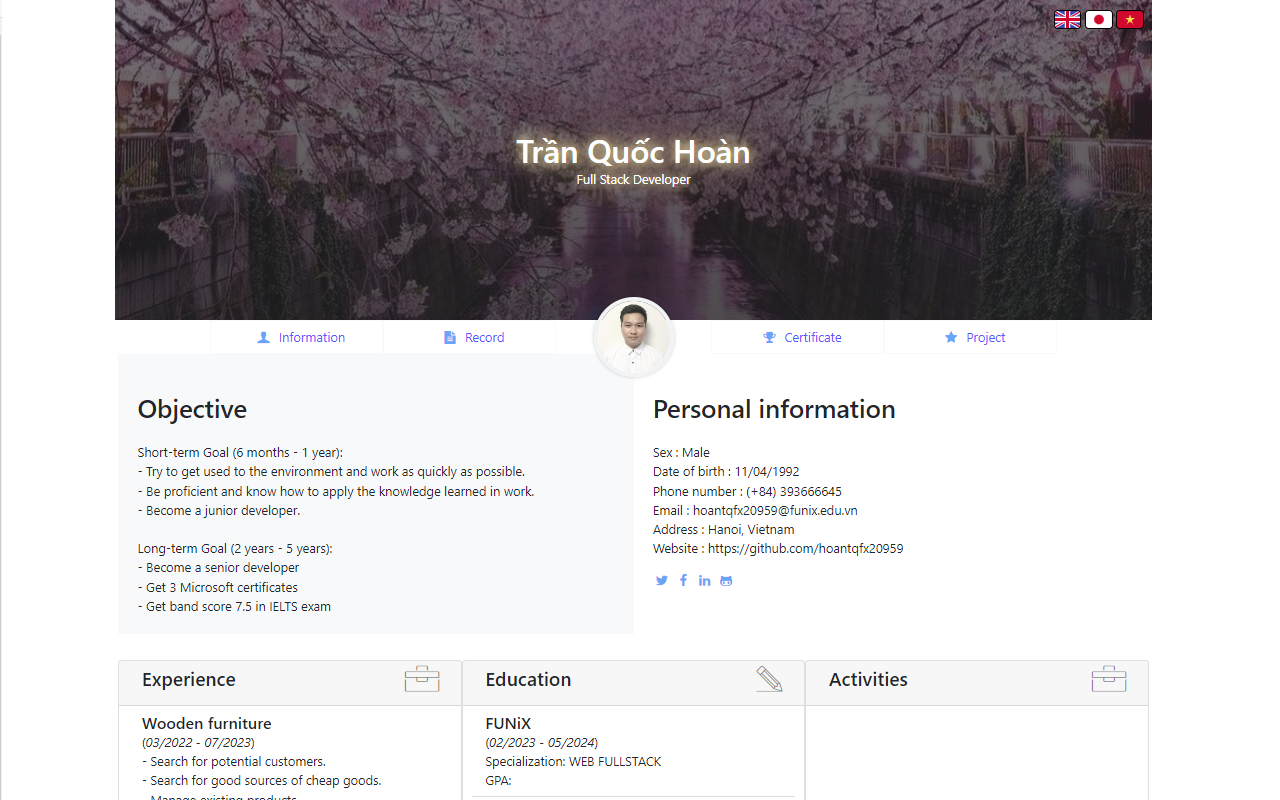 Trần Quốc Hoàn
Full Stack Developer
Information
Record
Certificate
Project
Objective
Short-term Goal (6 months - 1 year):
- Try to get used to the environment and work as quickly as possible.
- Be proficient and know how to apply the knowledge learned in work.
- Become a junior developer.
Long-term Goal (2 years - 5 years):
- Become a senior developer
- Get 3 Microsoft certificates
- Get band score 7.5 in IELTS exam
Personal information
Sex : Male
Date of birth : 11/04/1992
Phone number : (+84) 393666645
Email : hoantqfx20959@funix.edu.vn
Address : Hanoi, Vietnam
Website : https://github.com/hoantqfx20959
Experience
Wooden furniture
(03/2022 - 07/2023)
- Search for potential customers.
- Search for good sources of cheap goods.
- Manage existing products
Education
FUNiX
(02/2023 - 05/2024)
Specialization: WEB FULLSTACK
GPA:
Activities